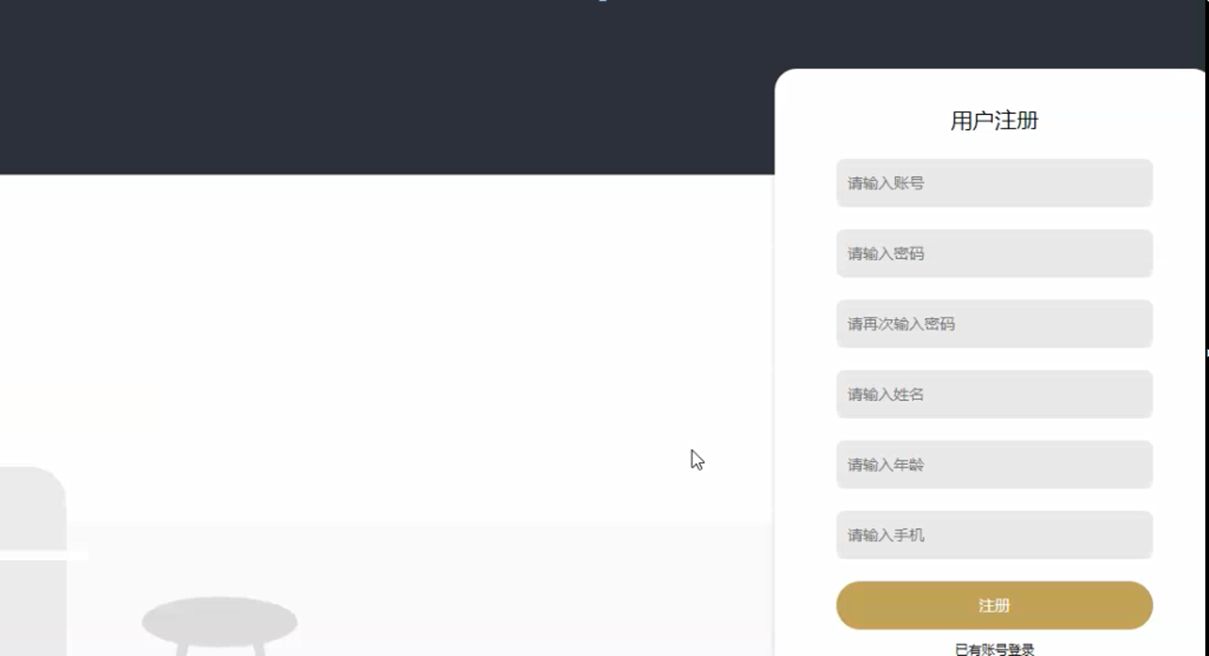 用户注册
请输入账号
请输入密码
请再次输入密码
请输入姓名
请输入年龄
请输入手机
注册
已有账号登录